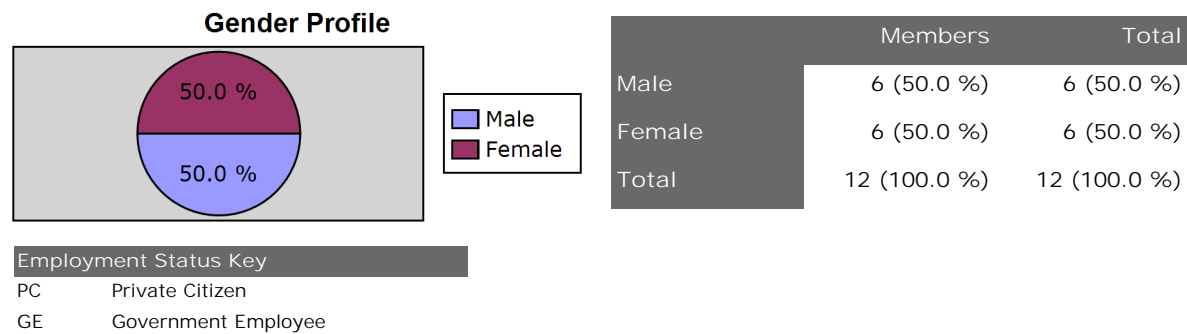 Gender Profile
50.0 %
50.0 %
Male
Female
Members Total
Male 6 (50.0 %) 6 (50.0 %)
Female 6 (50.0 %) 6 (50.0 %)
Total 12 (100.0 %) 12 (100.0 %)
Employment Status Key
PC Private Citizen
GE Government Employee